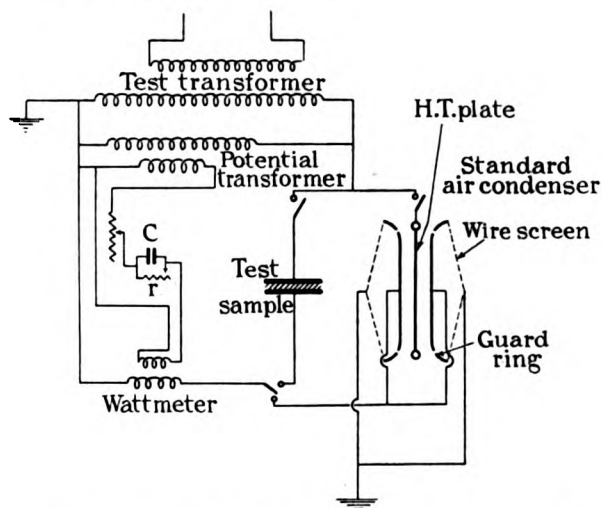 Test transformer
H.T. plate
Potential
transformer
Standard
air condenser
Wire screen
C
r
Test
sample
Guard
ring
Wattmeter